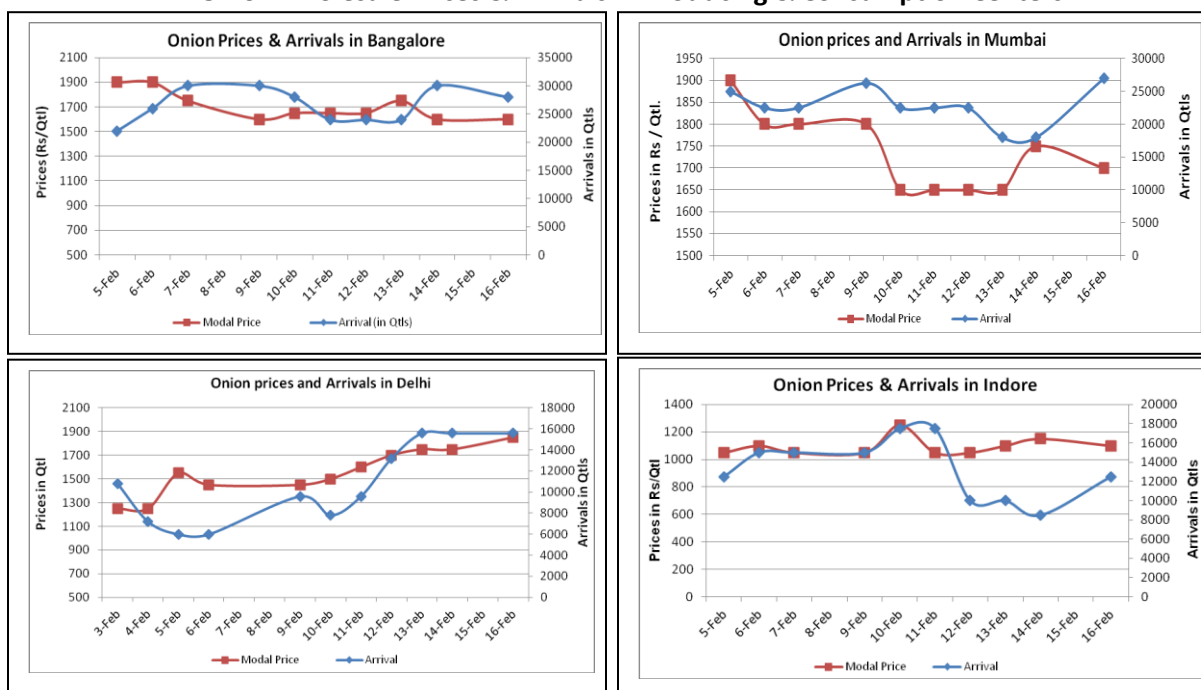 Onion Prices & Arrivals in Bangalore
Prices (Rs/Qtl)
2100
1900
1700
1500
1300
1100
900
700
500
35000
30000
25000
20000
15000
10000
5000
0
Arrivals in Qtls
5-Feb
6-Feb
7-Feb
8-Feb
9-Feb
10-Feb
11-Feb
12-Feb
13-Feb
14-Feb
15-Feb
16-Feb
Modal Price
Arrival (in Qtls)
Onion prices and Arrivals in Mumbai
Prices in Rs / Qtl.
1950
1900
1850
1800
1750
1700
1650
1600
1550
1500
30000
25000
20000
15000
10000
5000
0
Arrivals in Qtls
5-Feb
6-Feb
7-Feb
8-Feb
9-Feb
10-Feb
11-Feb
12-Feb
13-Feb
14-Feb
15-Feb
16-Feb
Modal Price
Arrival
Onion prices and Arrivals in Delhi
Prices in Qtl
2100
1900
1700
1500
1300
1100
900
700
500
18000
16000
14000
12000
10000
8000
6000
4000
2000
0
Arrivals in Qtls
3-Feb
4-Feb
5-Feb
6-Feb
7-Feb
8-Feb
9-Feb
10-Feb
11-Feb
12-Feb
13-Feb
14-Feb
15-Feb
16-Feb
Modal Price
Arrival
Onion Prices & Arrivals in Indore
Prices in Rs/Qtl
1400
1200
1000
800
600
400
200
0
20000
18000
16000
14000
12000
10000
8000
6000
4000
2000
0
Arrivals in Qtls
5-Feb
6-Feb
7-Feb
8-Feb
9-Feb
10-Feb
11-Feb
12-Feb
13-Feb
14-Feb
15-Feb
16-Feb
Modal Price
Arrival